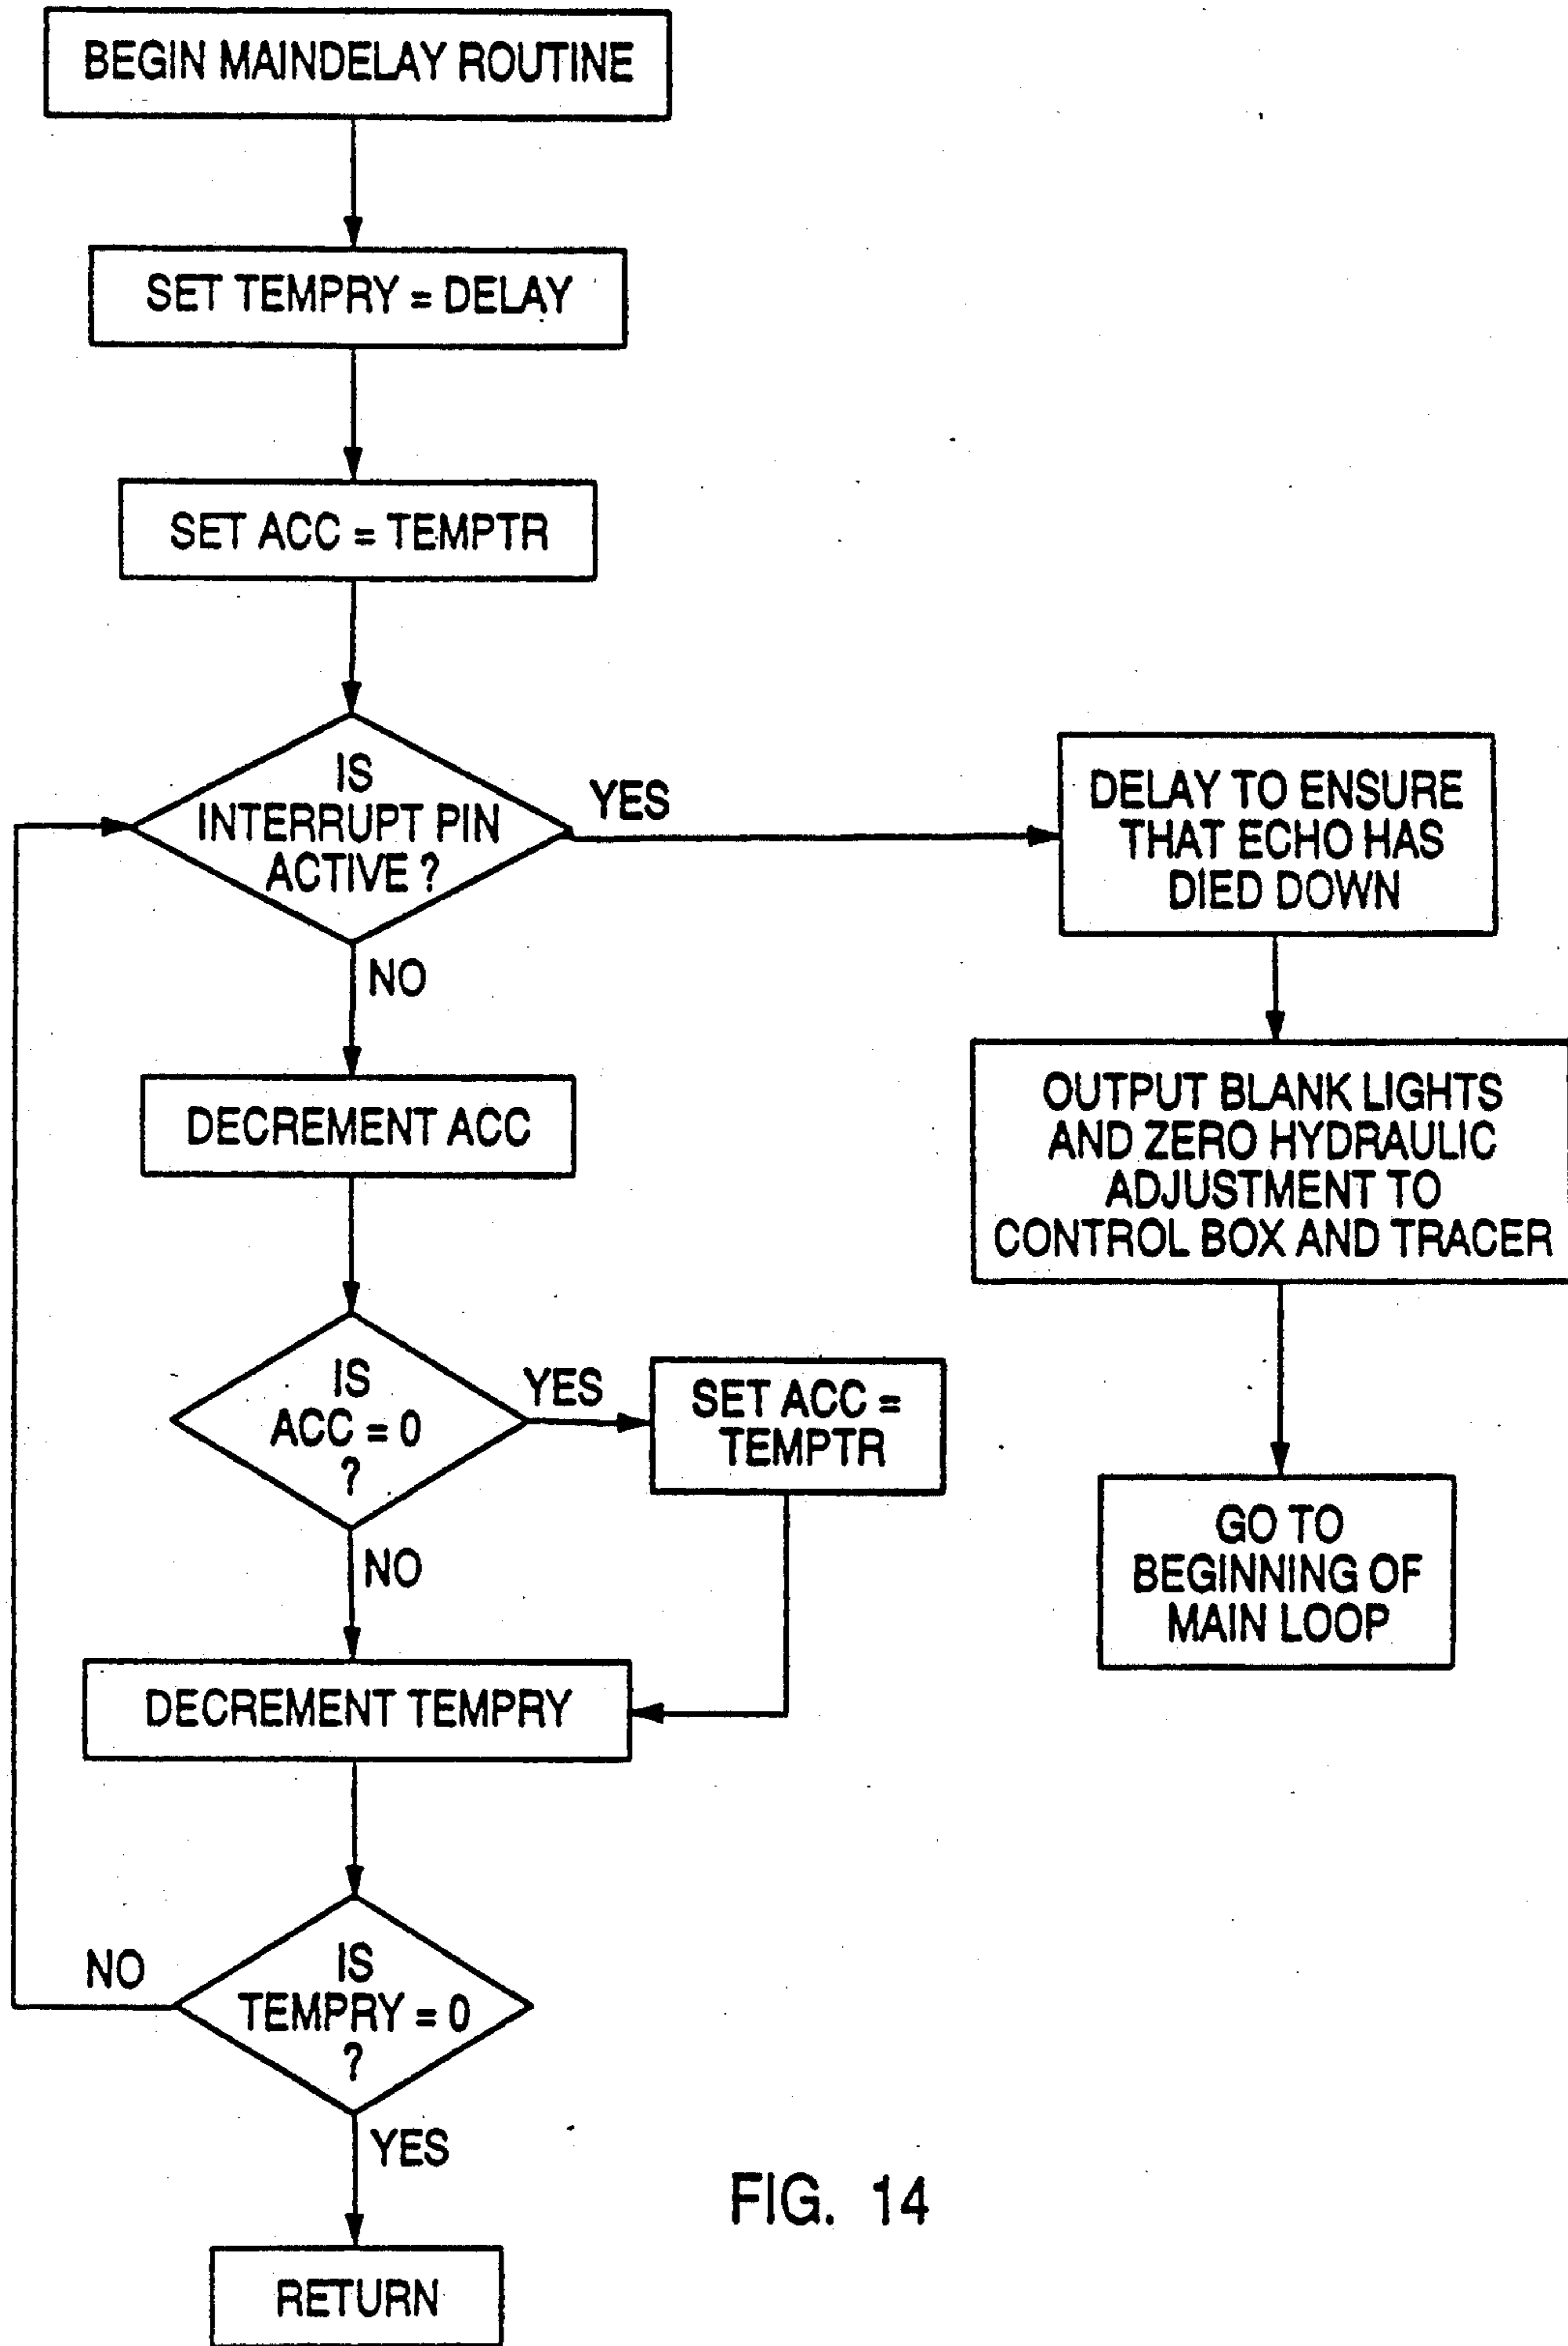 BEGIN MAINDELAY ROUTINE
SET TEMPRY = DELAY
SET ACC = TEMPTR
IS
INTERRUPT PIN
ACTIVE ?
YES
NO
DELAY TO ENSURE
THAT ECHO HAS
DIED DOWN
OUTPUT BLANK LIGHTS
AND ZERO HYDRAULIC
ADJUSTMENT TO
CONTROL BOX AND TRACER
GO TO
BEGINNING OF
MAIN LOOP
DECREMENT ACC
IS
ACC = 0
?
YES
SET ACC =
TEMPTR
NO
DECREMENT TEMPRY
IS
TEMPRY = 0
?
NO
YES
RETURN
FIG. 14